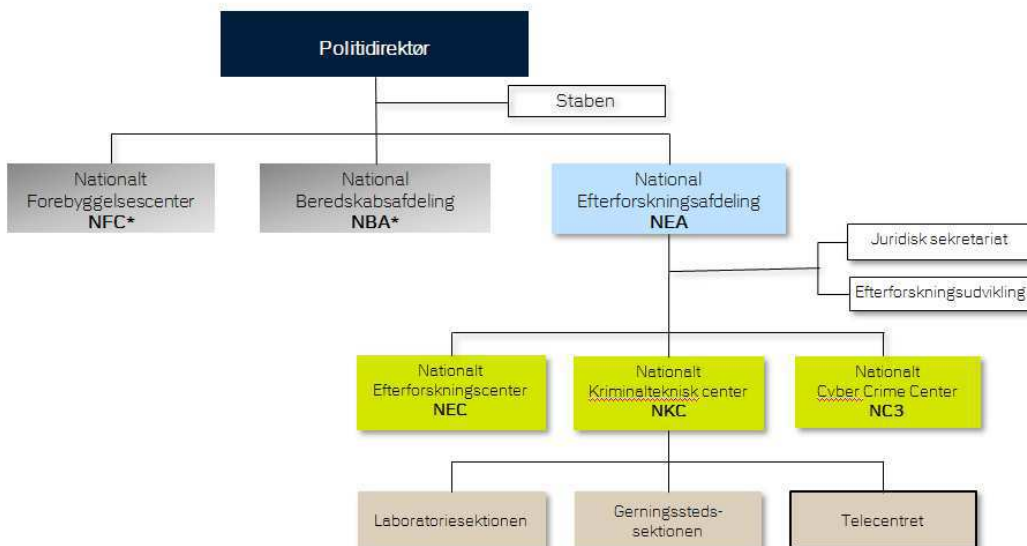 Politidirektør
Staben
Nationalt
Forebyggelsescenter
NFC*
National
Beredskabsafdeling
NBA*
National
Efterforskningsafdeling
NEA
Juridisk sekretariat
Efterforskningsudvikling
Nationalt
Efterforskningscenter
NEC
Nationalt
Kriminalteknisk center
NKC
Nationalt
Cyber Crime Center
NC3
Laboratoriesektionen
Gerningssteds-
sektionen
Telecentret